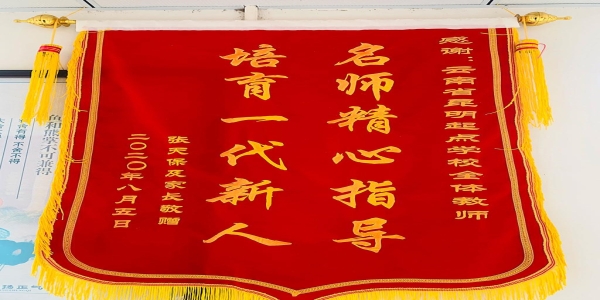 感谢:云南省昆明起点学校全体教师
名师精心指导
培育一代新人
张天保及家长敬赠
二〇二〇年八月五日
鱼和熊掌不可兼得